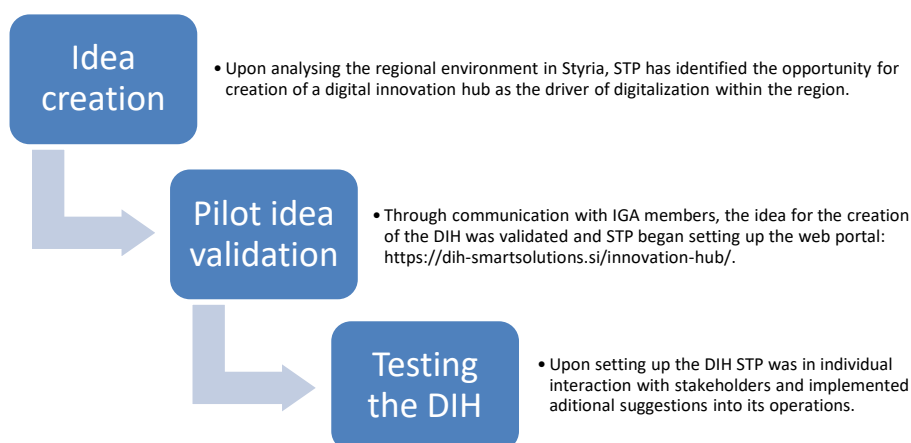 Idea
creation
• Upon analysing the regional environment in Styria, STP has identified the opportunity for
creation of a digital innovation hub as the driver of digitalization within the region.
Pilot idea
validation
• Through communication with IGA members, the idea for the creation
of the DIH was validated and STP began setting up the web portal:
https://dih-smartsolutions.si/innovation-hub/.
Testing
the DIH
• Upon setting up the DIH STP was in individual
interaction with stakeholders and implemented
aditional suggestions into its operations.